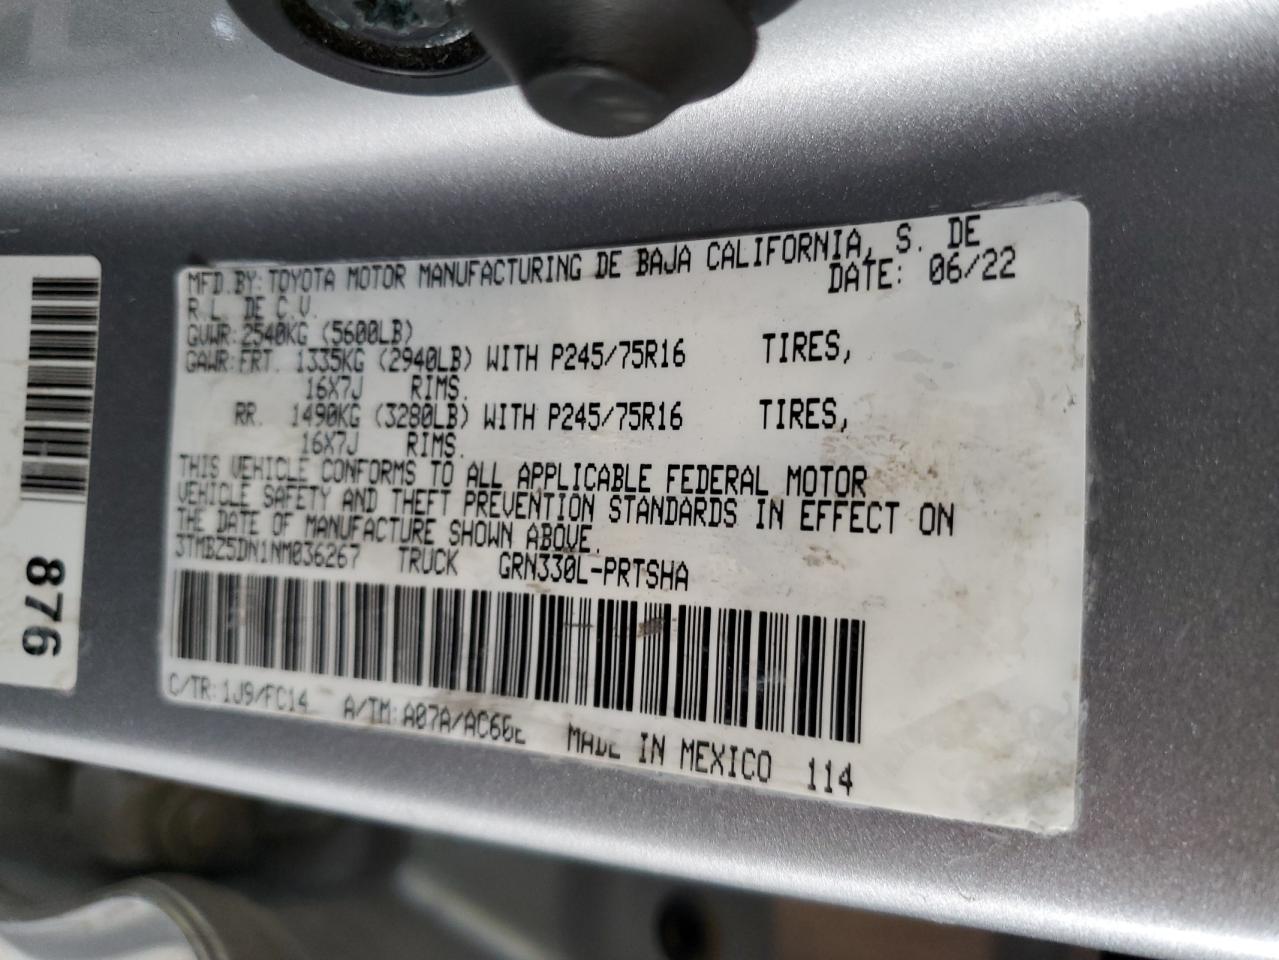 MFD.BY:TOYOTA MOTOR MANUFACTURING DE BAJA CALIFORNIA, S. DE
R.L. DE C.V. DATE: 06/22
GVWR:2540KG (5600LB)
GAWR:FRT. 1335KG (2940LB) WITH P245/75R16 TIRES,
16X7J RIMS.
RR. 1490KG (3280LB) WITH P245/75R16 TIRES,
16X7J RIMS.
THIS VEHICLE CONFORMS TO ALL APPLICABLE FEDERAL MOTOR
VEHICLE SAFETY AND THEFT PREVENTION STANDARDS IN EFFECT ON
THE DATE OF MANUFACTURE SHOWN ABOVE.
3TMBZ5DN1NM036267 TRUCK GRN330L-PRTSHA
C/TR:1J9/FC14 A/TM:A07A/AC60E MADE IN MEXICO 114
876